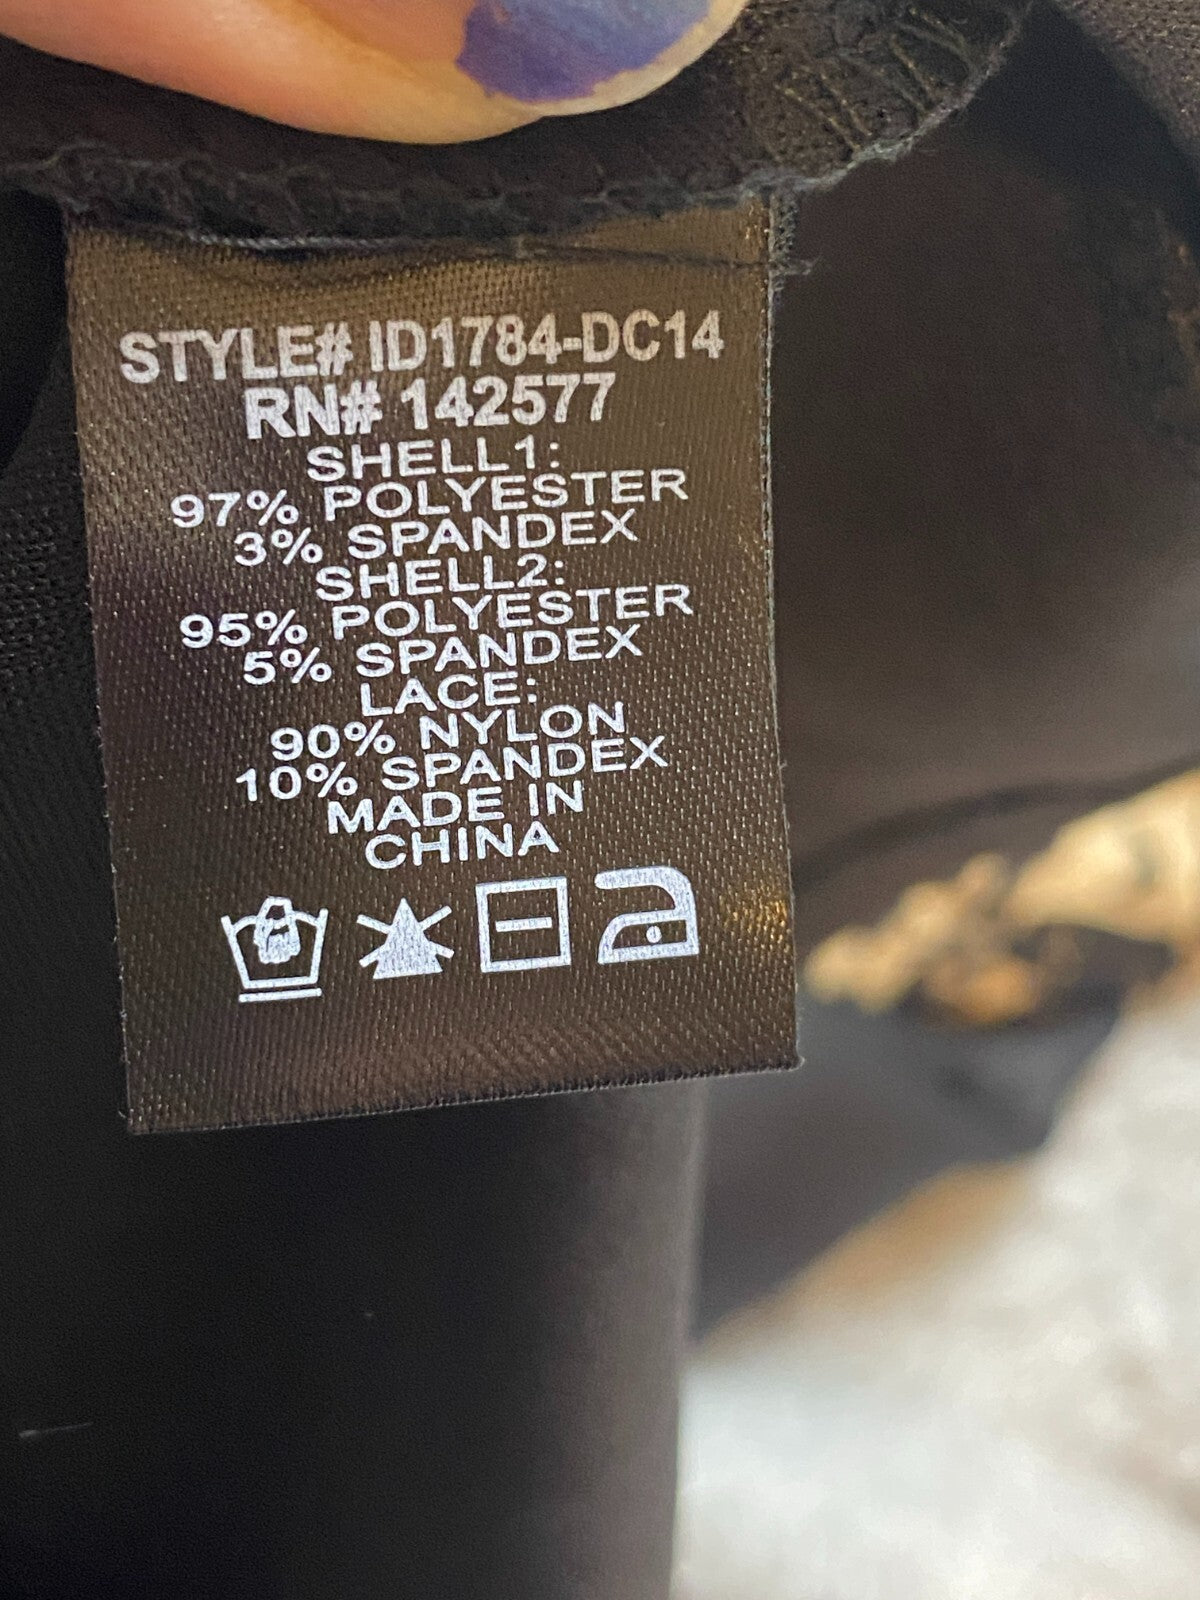 STYLE# ID1784-DC14
RN# 142577
SHELL1:
97% POLYESTER
3% SPANDEX
SHELL2:
95% POLYESTER
5% SPANDEX
LACE:
90% NYLON
10% SPANDEX
MADE IN
CHINA